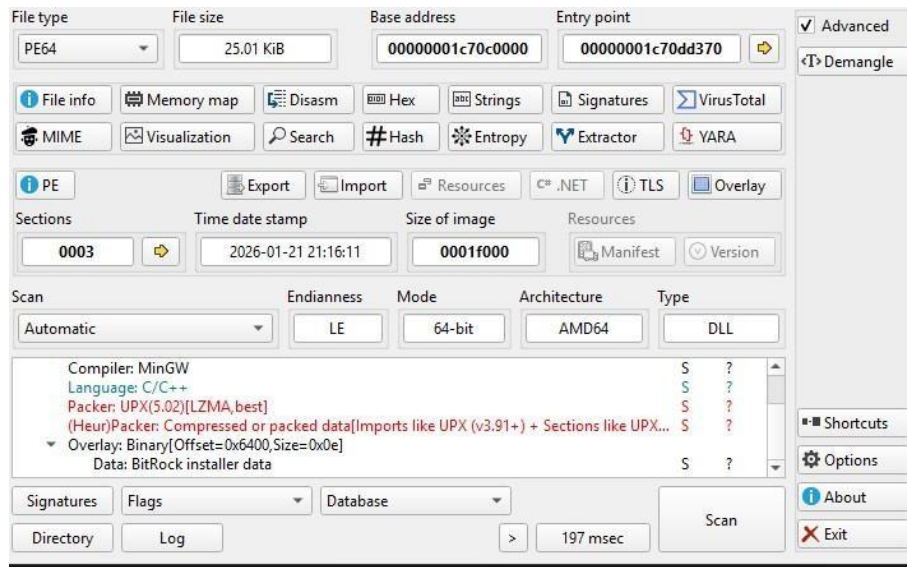 File type File size Base address Entry point
PE64 25.01 KiB 00000001c70c0000 00000001c70dd370
Advanced
Demangle
File info Memory map Disasm Hex Strings Signatures VirusTotal
MIME Visualization Search Hash Entropy Extractor YARA
PE Export Import Resources C# .NET TLS Overlay
Sections Time date stamp Size of image Resources
0003 2026-01-21 21:16:11 0001f000 Manifest Version
Scan Endianness Mode Architecture Type
Automatic LE 64-bit AMD64 DLL
Compiler: MinGW S ?
Language: C/C++ S ?
Packer: UPX(5.02)[LZMA,best] S ?
(Heur)Packer: Compressed or packed data[Imports like UPX (v3.91+) + Sections like UPX... S ?
Overlay: Binary[Offset=0x6400,Size=0x0e]
Data: BitRock installer data S ?
Shortcuts
Options
About
Exit
Signatures Flags Database
Directory Log > 197 msec Scan